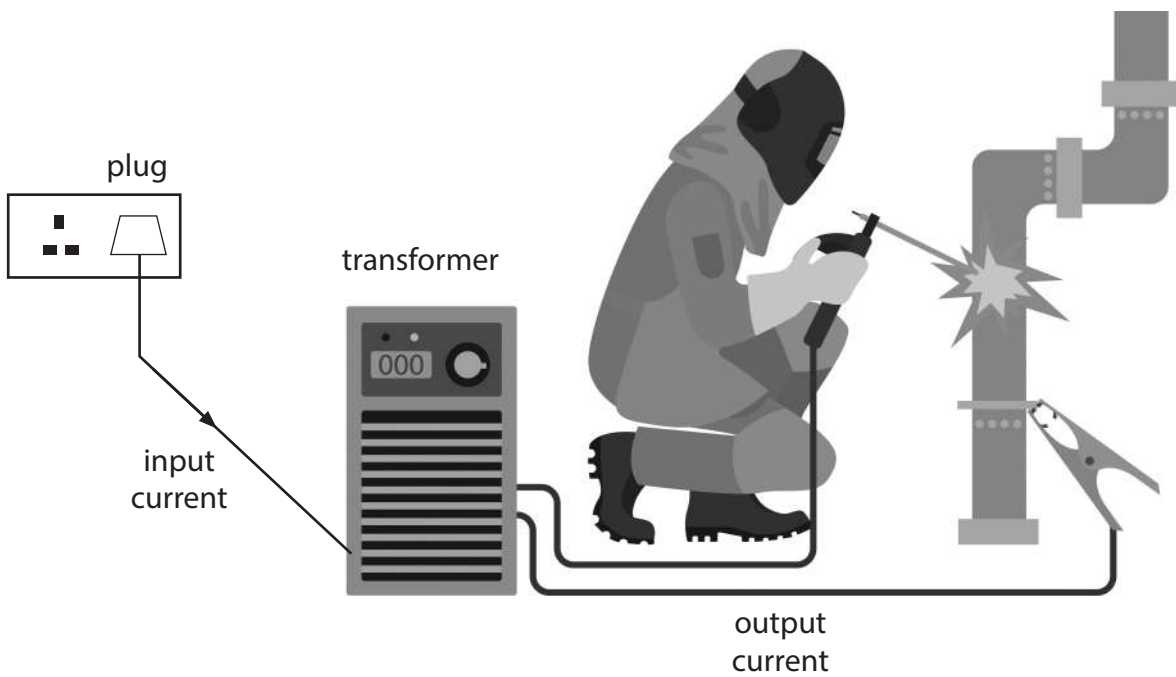 plug
transformer
000
input
current
output
current